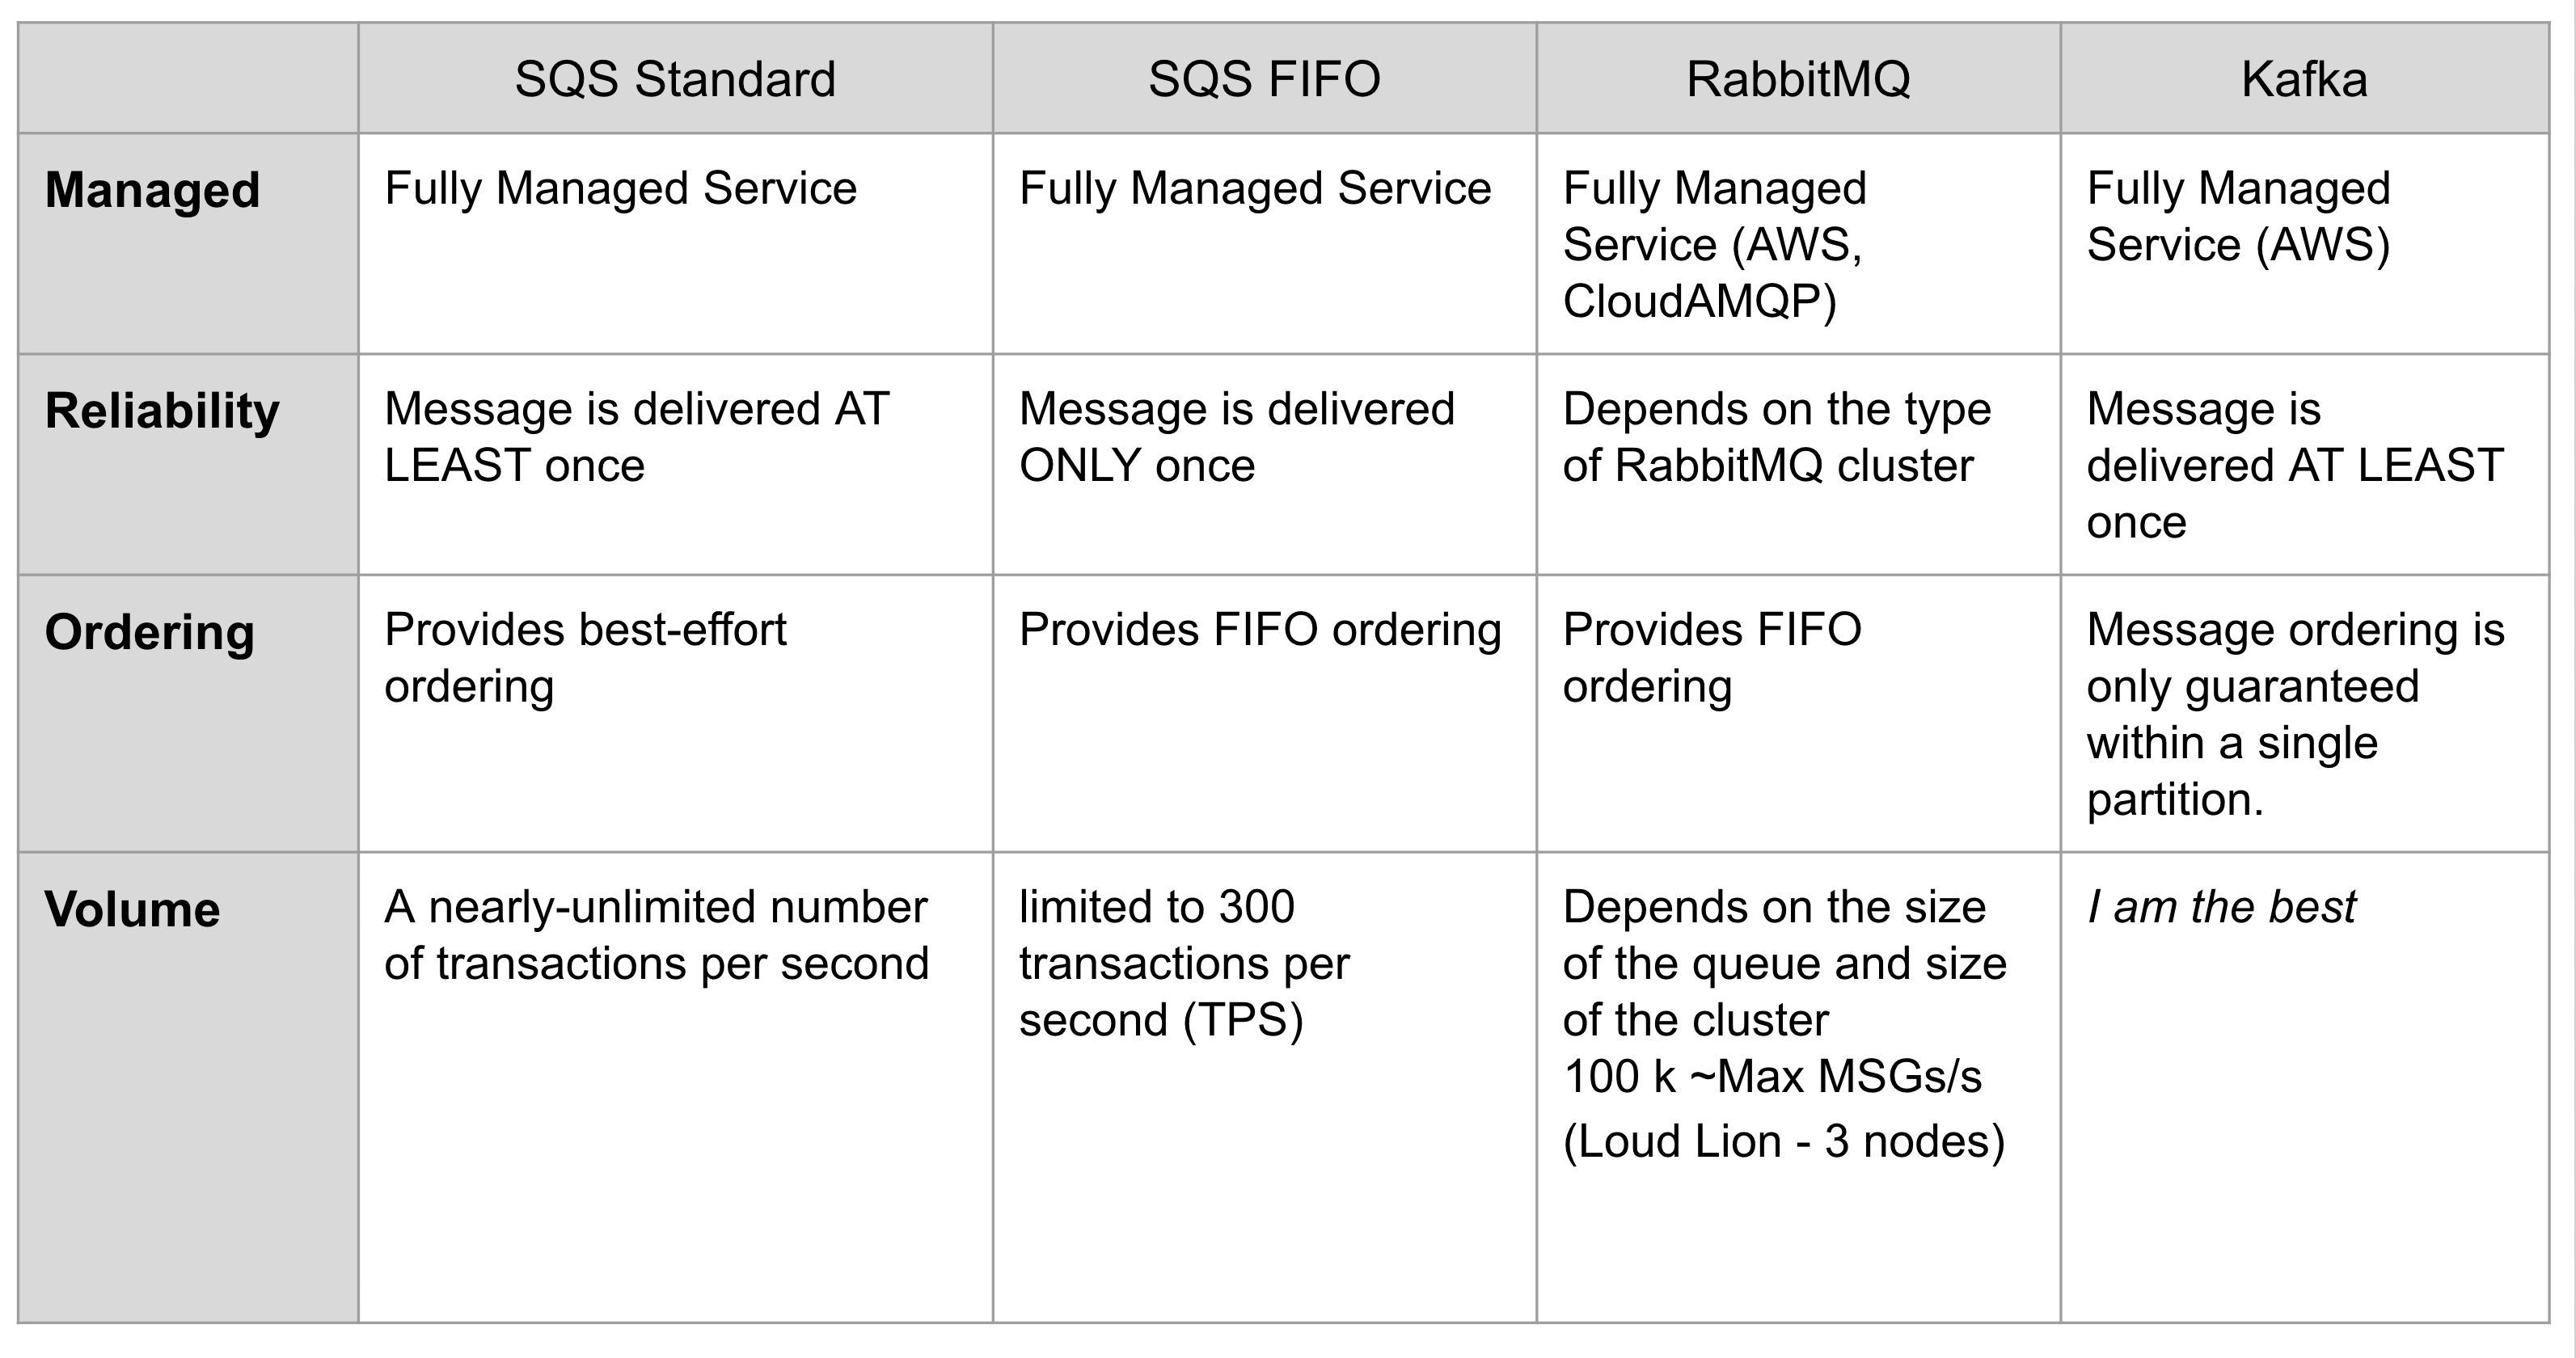 SQS Standard
SQS FIFO
RabbitMQ
Kafka
Managed
Fully Managed Service
Fully Managed Service
Fully Managed
Service (AWS,
CloudAMQP)
Fully Managed
Service (AWS)
Reliability
Message is delivered AT
LEAST once
Message is delivered
ONLY once
Depends on the type
of RabbitMQ cluster
Message is
delivered AT LEAST
once
Ordering
Provides best-effort
ordering
Provides FIFO ordering
Provides FIFO
ordering
Message ordering is
only guaranteed
within a single
partition.
Volume
A nearly-unlimited number
of transactions per second
limited to 300
transactions per
second (TPS)
Depends on the size
of the queue and size
of the cluster
100 k ~Max MSGs/s
(Loud Lion - 3 nodes)
I am the best